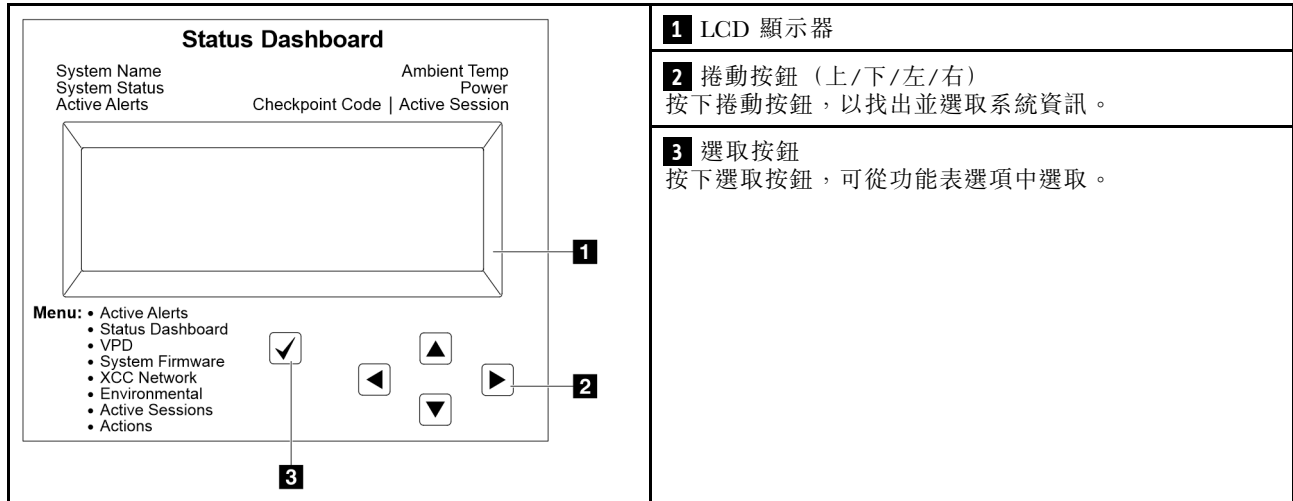 Status Dashboard
System Name
System Status
Active Alerts
Ambient Temp
Power
Checkpoint Code | Active Session
1
Menu: • Active Alerts
• Status Dashboard
• VPD
• System Firmware
• XCC Network
• Environmental
• Active Sessions
• Actions
2
3
1 LCD 顯示器
2 捲動按鈕（上/下/左/右）
按下捲動按鈕，以找出並選取系統資訊。
3 選取按鈕
按下選取按鈕，可從功能表選項中選取。